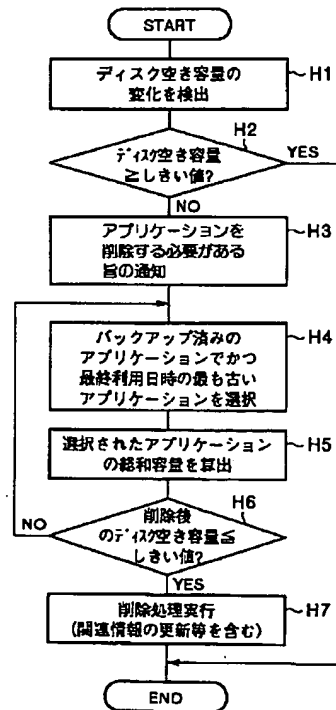 START
ディスク空き容量の
変化を検出
H1
H2
ディスク空き容量
≧しきい値?
YES
NO
アプリケーションを
削除する必要がある
旨の通知
H3
バックアップ済みの
アプリケーションでかつ
最終利用日時の最も古い
アプリケーションを選択
H4
選択されたアプリケーション
の総和容量を算出
H5
H6
削除後
のディスク空き容量≦
しきい値?
NO
YES
削除処理実行
(関連情報の更新等を含む)
H7
END